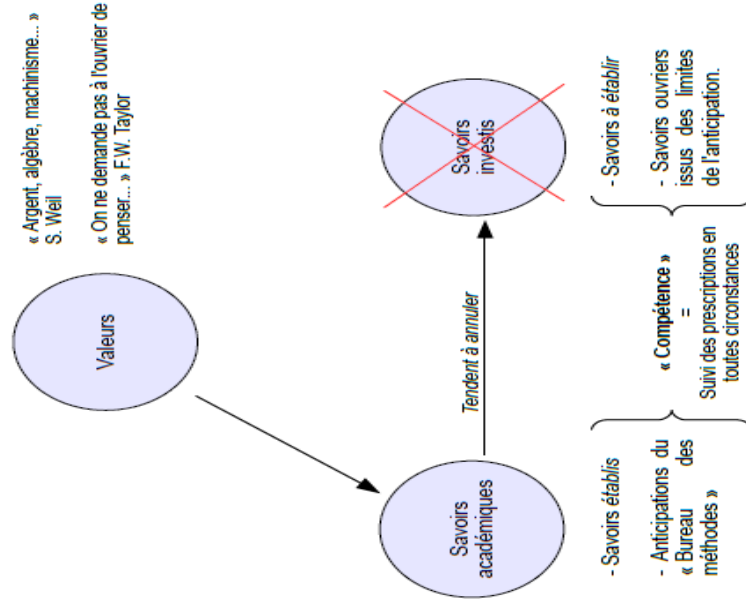 « Argent, algèbre, machinisme... »
S. Weil
« On ne demande pas à l'ouvrier de
penser... » F.W. Taylor
Valeurs
Savoirs
académiques
Tendent à annuler
Savoirs
investis
- Savoirs établis
- Anticipations du
« Bureau des
méthodes »
« Compétence »
=
Suivi des prescriptions en
toutes circonstances
- Savoirs à établir
- Savoirs ouvriers
issus des limites
de l'anticipation.